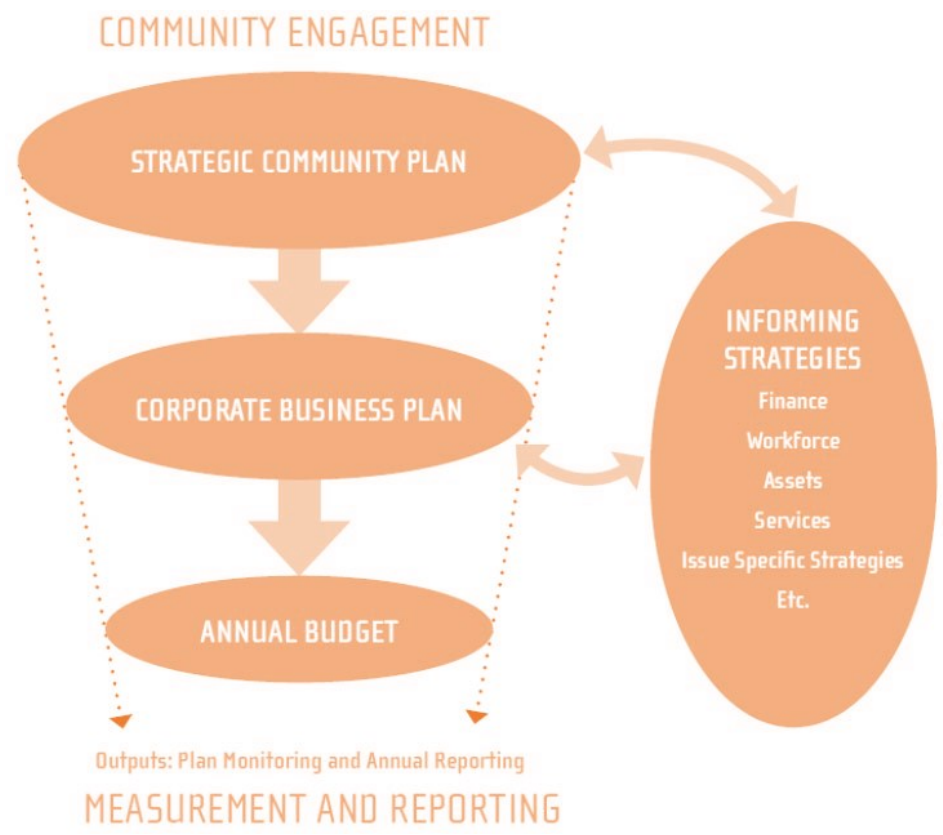 COMMUNITY ENGAGEMENT
STRATEGIC COMMUNITY PLAN
CORPORATE BUSINESS PLAN
ANNUAL BUDGET
INFORMING
STRATEGIES
Finance
Workforce
Assets
Services
Issue Specific Strategies
Etc.
Outputs: Plan Monitoring and Annual Reporting
MEASUREMENT AND REPORTING